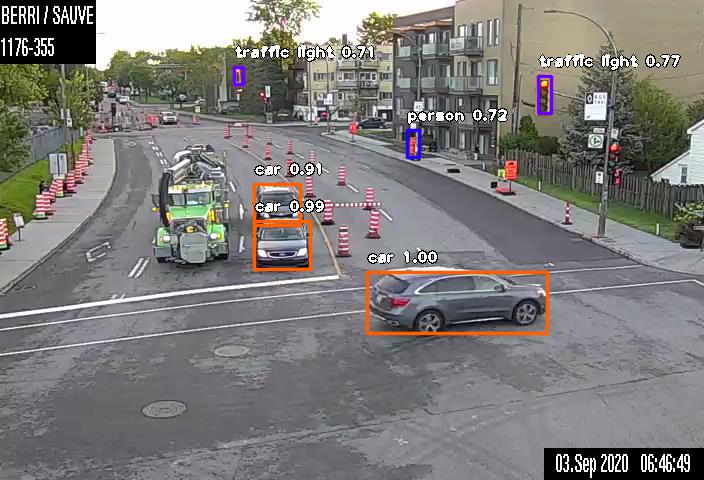 BERRI / SAUVE
1176-355
traffic light 0.71
traffic light 0.77
person 0.72
car 0.91
car 0.99
car 1.00
03.Sep 2020 06:46:49